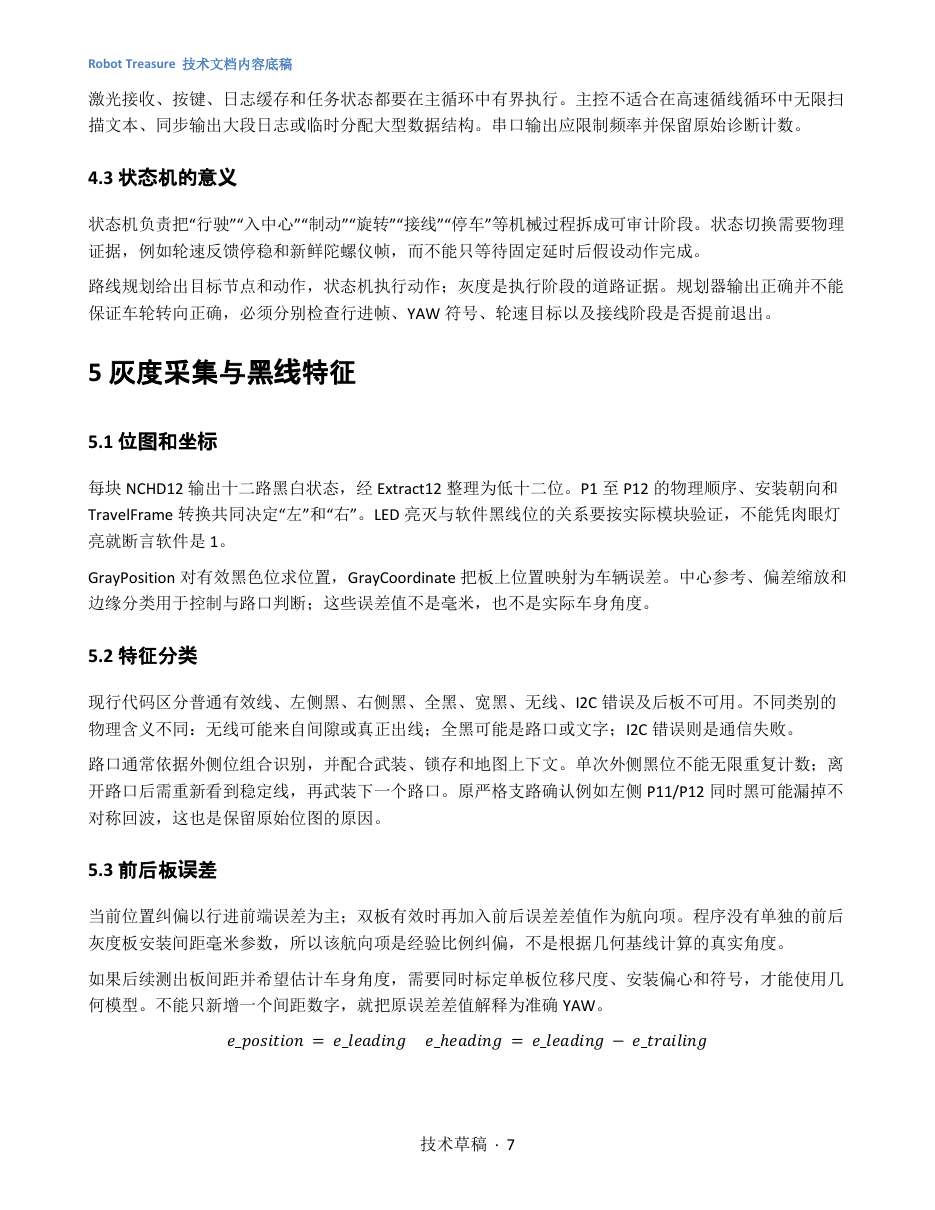 Robot Treasure 技术文档内容底稿
激光接收、按键、日志缓存和任务状态都要在主循环中有界执行。主控不适合在高速循线循环中无限扫
描文本、同步输出大段日志或临时分配大型数据结构。串口输出应限制频率并保留原始诊断计数。
4.3 状态机的意义
状态机负责把“行驶”“入中心”“制动”“旋转”“接线”“停车”等机械过程拆成可审计阶段。状态切换需要物理
证据，例如轮速反馈停稳和新鲜陀螺仪帧，而不能只等待固定延时后假设动作完成。
路线规划给出目标节点和动作，状态机执行动作；灰度是执行阶段的道路证据。规划器输出正确并不能
保证车轮转向正确，必须分别检查行进帧、YAW 符号、轮速目标以及接线阶段是否提前退出。
5 灰度采集与黑线特征
5.1 位图和坐标
每块 NCHD12 输出十二路黑白状态，经 Extract12 整理为低十二位。P1 至 P12 的物理顺序、安装朝向和
TravelFrame 转换共同决定“左”和“右”。LED 亮灭与软件黑线位的关系要按实际模块验证，不能凭肉眼灯
亮就断言软件是 1。
GrayPosition 对有效黑色位求位置，GrayCoordinate 把板上位置映射为车辆误差。中心参考、偏差缩放和
边缘分类用于控制与路口判断；这些误差值不是毫米，也不是实际车身角度。
5.2 特征分类
现行代码区分普通有效线、左侧黑、右侧黑、全黑、宽黑、无线、I2C 错误及后板不可用。不同类别的
物理含义不同：无线可能来自间隙或真正出线；全黑可能是路口或文字；I2C 错误则是通信失败。
路口通常依据外侧位组合识别，并配合武装、锁存和地图上下文。单次外侧黑位不能无限重复计数；离
开路口后需重新看到稳定线，再武装下一个路口。原严格支路确认例如左侧 P11/P12 同时黑可能漏掉不
对称回波，这也是保留原始位图的原因。
5.3 前后板误差
当前位置纠偏以行进前端误差为主；双板有效时再加入前后误差差值作为航向项。程序没有单独的前后
灰度板安装间距毫米参数，所以该航向项是经验比例纠偏，不是根据几何基线计算的真实角度。
如果后续测出板间距并希望估计车身角度，需要同时标定单板位移尺度、安装偏心和符号，才能使用几
何模型。不能只新增一个间距数字，就把原误差差值解释为准确 YAW。
e_position = e_leading e_heading = e_leading − e_trailing
技术草稿 · 7